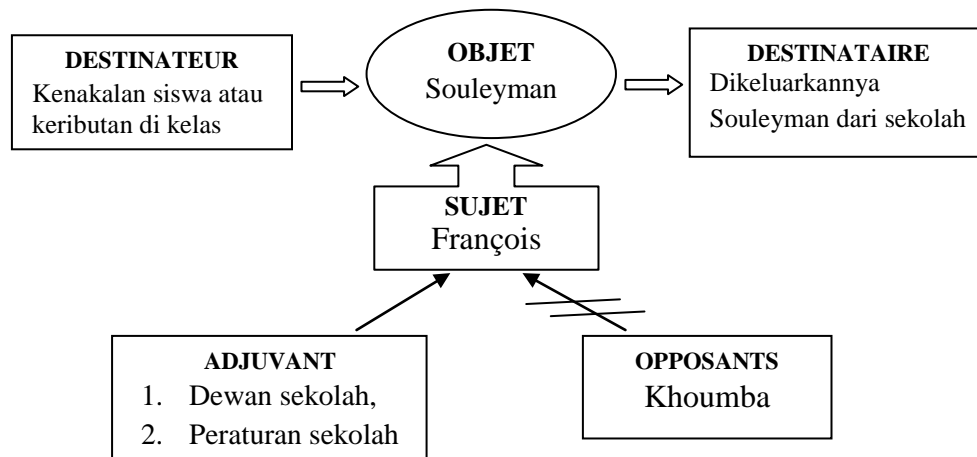 DESTINATEUR
Kenakalan siswa atau
keributan di kelas
OBJET
Souleyman
DESTINATAIRE
Dikeluarkannya
Souleyman dari sekolah
SUJET
François
ADJUVANT
1. Dewan sekolah,
2. Peraturan sekolah
OPPOSANTS
Khoumba